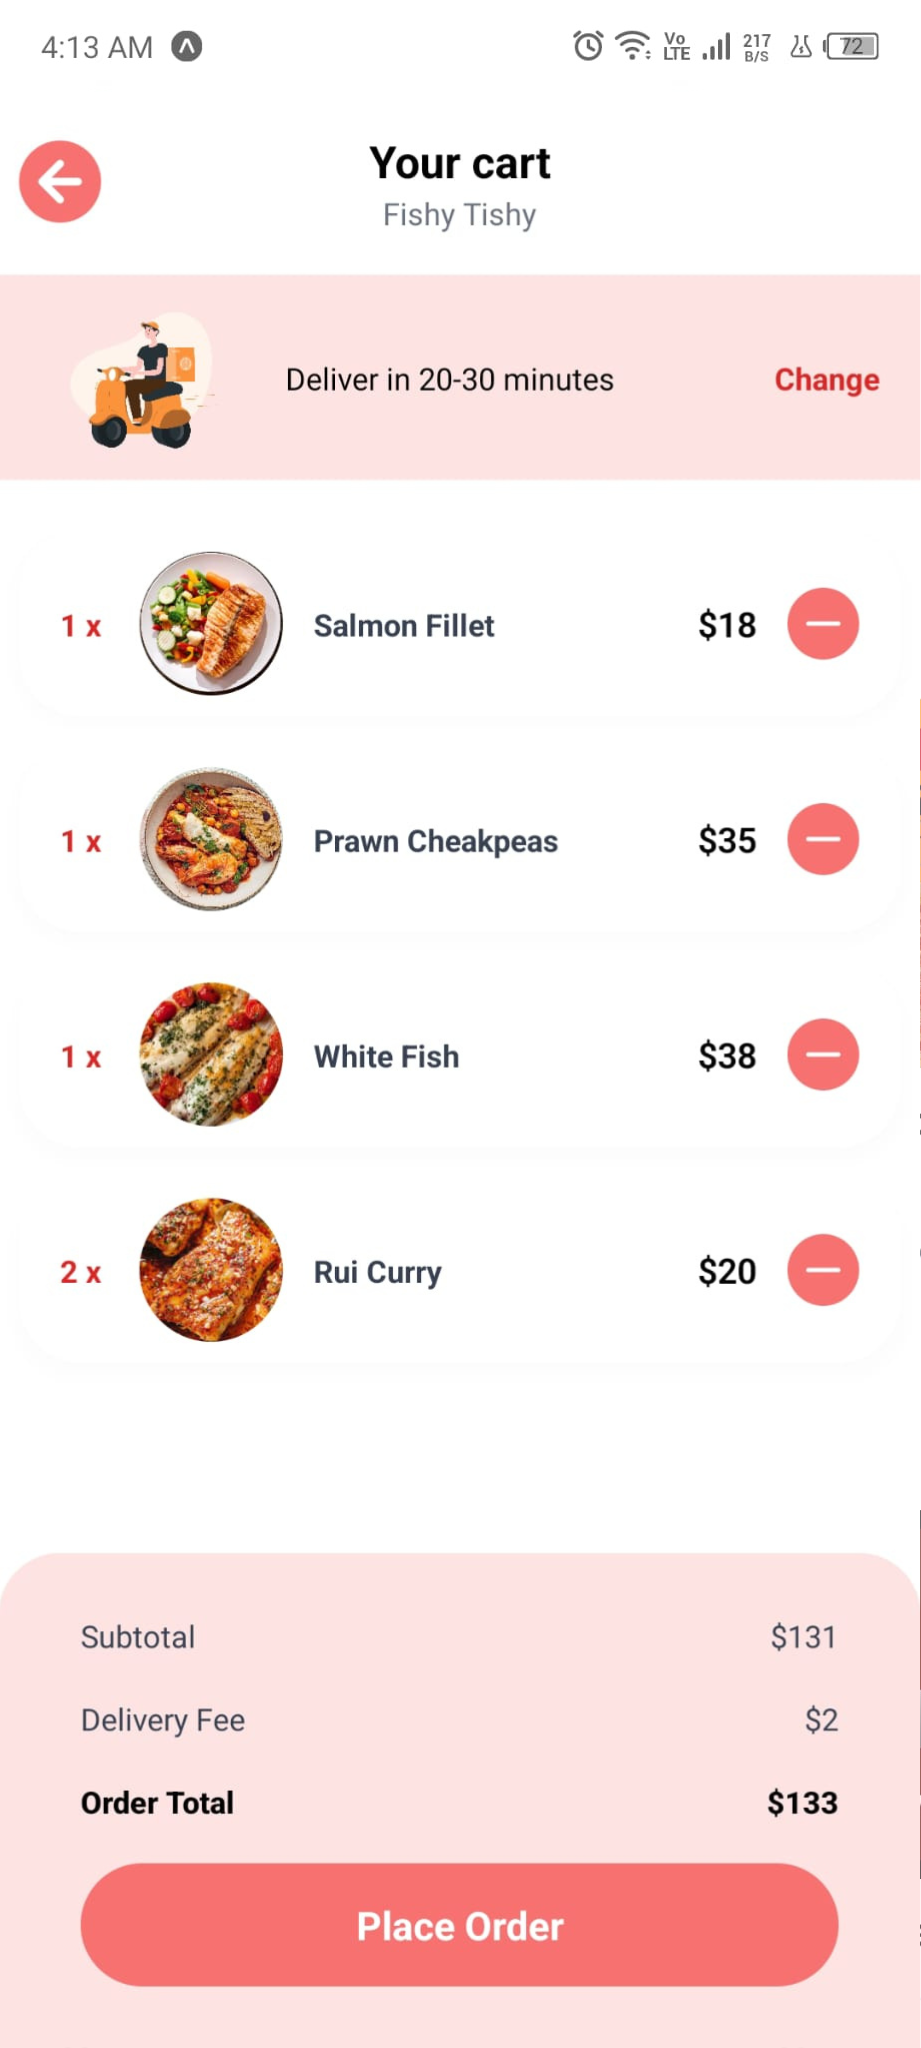 4:13 AM
Vo LTE 217 B/S 72
Your cart
Fishy Tishy
Deliver in 20-30 minutes Change
1 x Salmon Fillet $18
1 x Prawn Cheakpeas $35
1 x White Fish $38
2 x Rui Curry $20
Subtotal $131
Delivery Fee $2
Order Total $133
Place Order